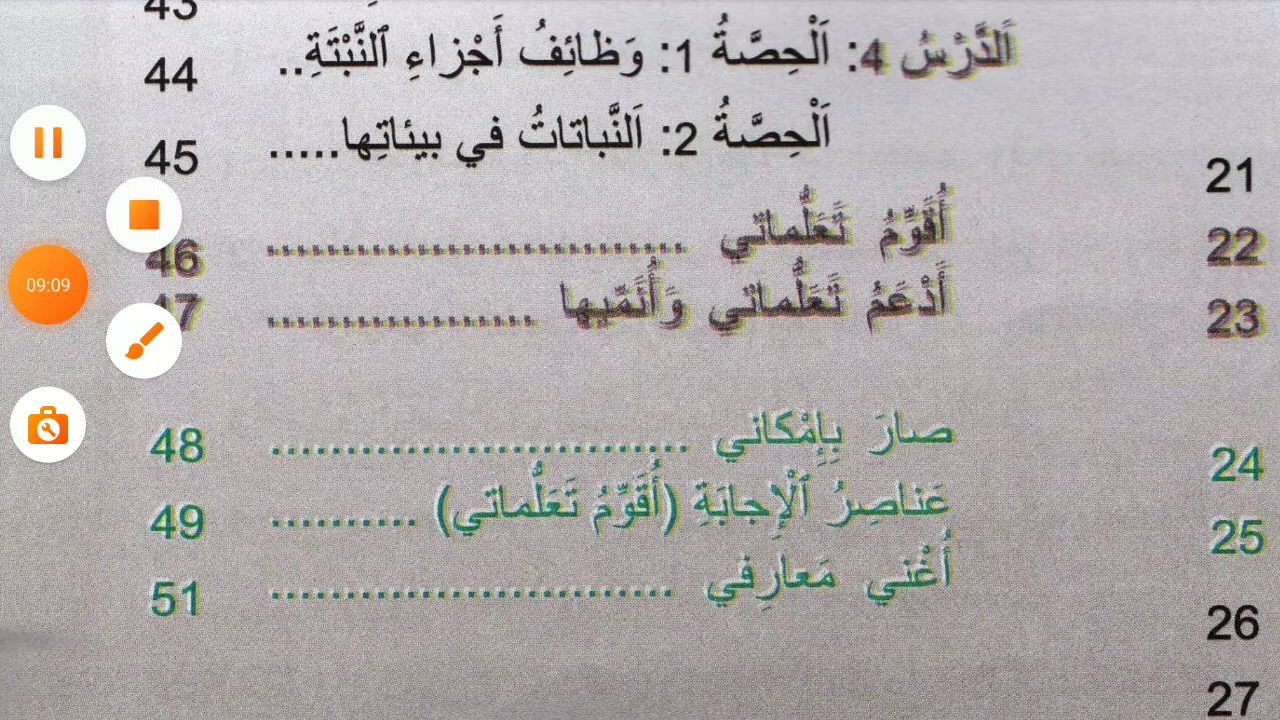 43
اَلدَّرْسُ 4: اَلْحِصَّةُ 1: وَظائِفُ أَجْزاءِ ٱلنَّبْتَةِ.. 44
اَلْحِصَّةُ 2: اَلنَّباتاتُ في بيئاتِها..... 45
أُقَوِّمُ تَعَلُّماتي ............................ 46
أَدْعَمُ تَعَلُّماتي وَأُنَمّيها .................. 47
صارَ بِإِمْكاني ............................ 48
عَناصِرُ ٱلْإِجابَةِ (أُقَوِّمُ تَعَلُّماتي) .......... 49
أُغْني مَعارِفي ........................... 51
21
22
23
24
25
26
27
09:09